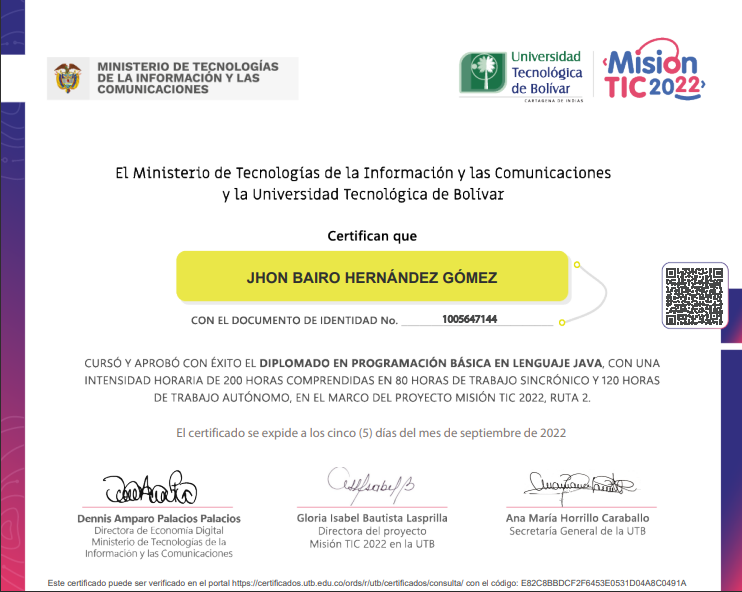 MINISTERIO DE TECNOLOGÍAS
DE LA INFORMACIÓN Y LAS
COMUNICACIONES
Universidad
Tecnológica
de Bolívar
CARTAGENA DE INDIAS
Misión
TIC 2022
El Ministerio de Tecnologías de la Información y las Comunicaciones
y la Universidad Tecnológica de Bolívar
Certifican que
JHON BAIRO HERNÁNDEZ GÓMEZ
CON EL DOCUMENTO DE IDENTIDAD No. 1005647144
CURSÓ Y APROBÓ CON ÉXITO EL DIPLOMADO EN PROGRAMACIÓN BÁSICA EN LENGUAJE JAVA, CON UNA
INTENSIDAD HORARIA DE 200 HORAS COMPRENDIDAS EN 80 HORAS DE TRABAJO SINCRÓNICO Y 120 HORAS
DE TRABAJO AUTÓNOMO, EN EL MARCO DEL PROYECTO MISIÓN TIC 2022, RUTA 2.
El certificado se expide a los cinco (5) días del mes de septiembre de 2022
Dennis Amparo Palacios Palacios
Directora de Economía Digital
Ministerio de Tecnologías de la
Información y las Comunicaciones
Gloria Isabel Bautista Lasprilla
Directora del proyecto
Misión TIC 2022 en la UTB
Ana María Horrillo Caraballo
Secretaría General de la UTB
Este certificado puede ser verificado en el portal https://certificados.utb.edu.co/ords/r/utb/certificados/consulta/ con el código: E82C8BBDCF2F6453E0531D04A8C0491A